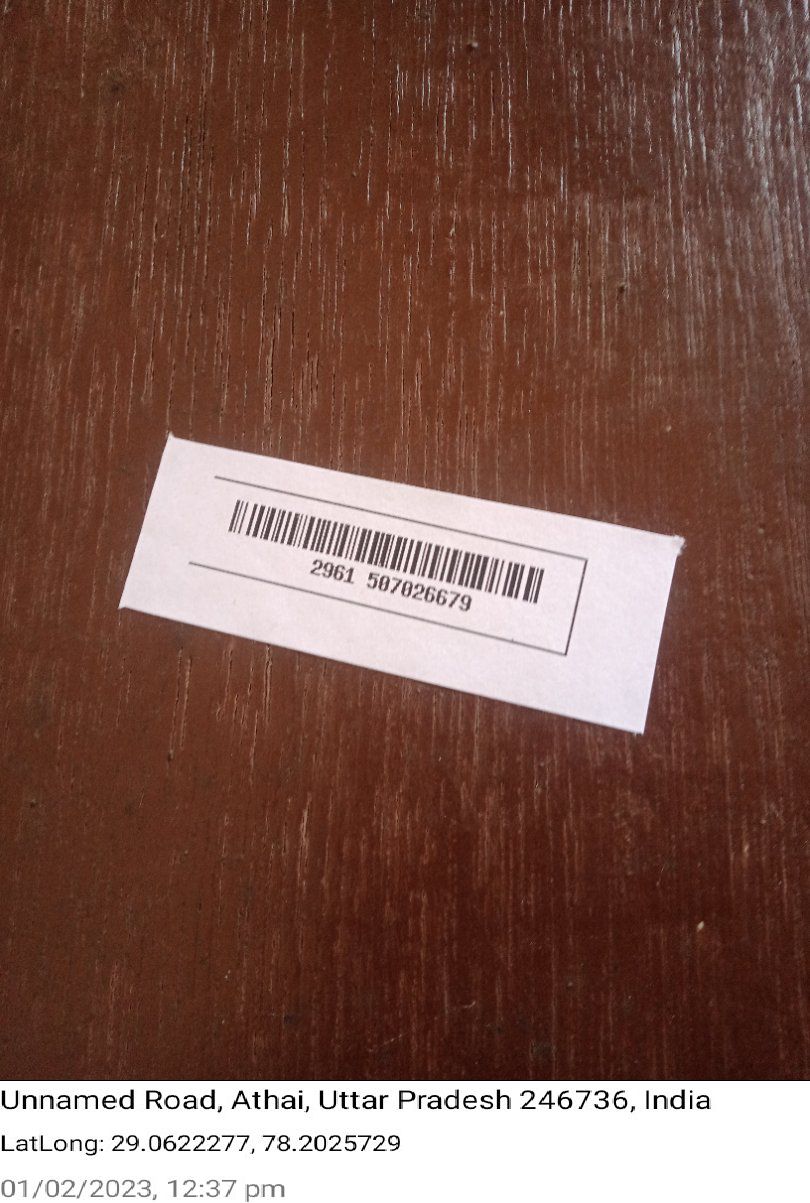 2961 507026679
Unnamed Road, Athai, Uttar Pradesh 246736, India
LatLong: 29.0622277, 78.2025729
01/02/2023, 12:37 pm